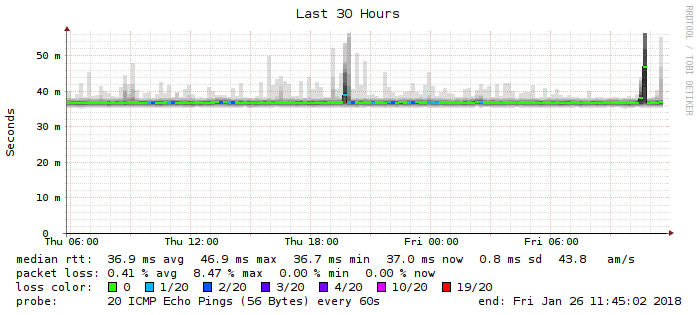 Last 30 Hours
RRDTOOL / TOBI OETIKER
Seconds
50 m
40 m
30 m
20 m
10 m
0
Thu 06:00 Thu 12:00 Thu 18:00 Fri 00:00 Fri 06:00
median rtt: 36.9 ms avg 46.9 ms max 36.7 ms min 37.0 ms now 0.8 ms sd 43.8 am/s
packet loss: 0.41 % avg 8.47 % max 0.00 % min 0.00 % now
loss color: 0 1/20 2/20 3/20 4/20 10/20 19/20
probe: 20 ICMP Echo Pings (56 Bytes) every 60s end: Fri Jan 26 11:45:02 2018